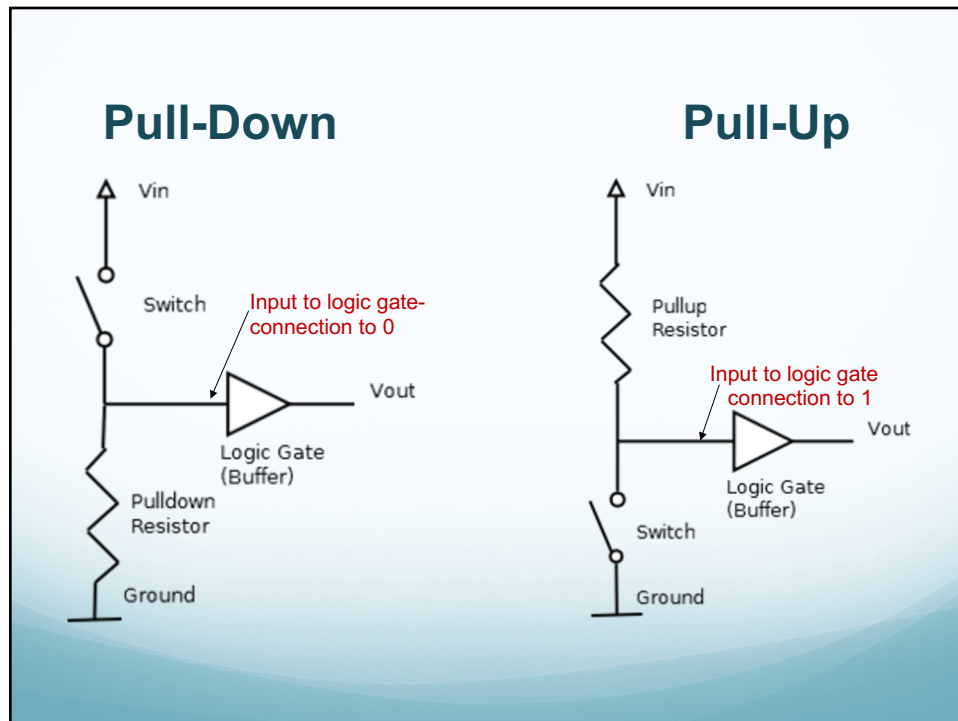 Pull-Down
Vin
Switch
Input to logic gate-
connection to 0
Vout
Logic Gate
(Buffer)
Pulldown
Resistor
Ground
Pull-Up
Vin
Pullup
Resistor
Input to logic gate
connection to 1
Vout
Logic Gate
(Buffer)
Switch
Ground